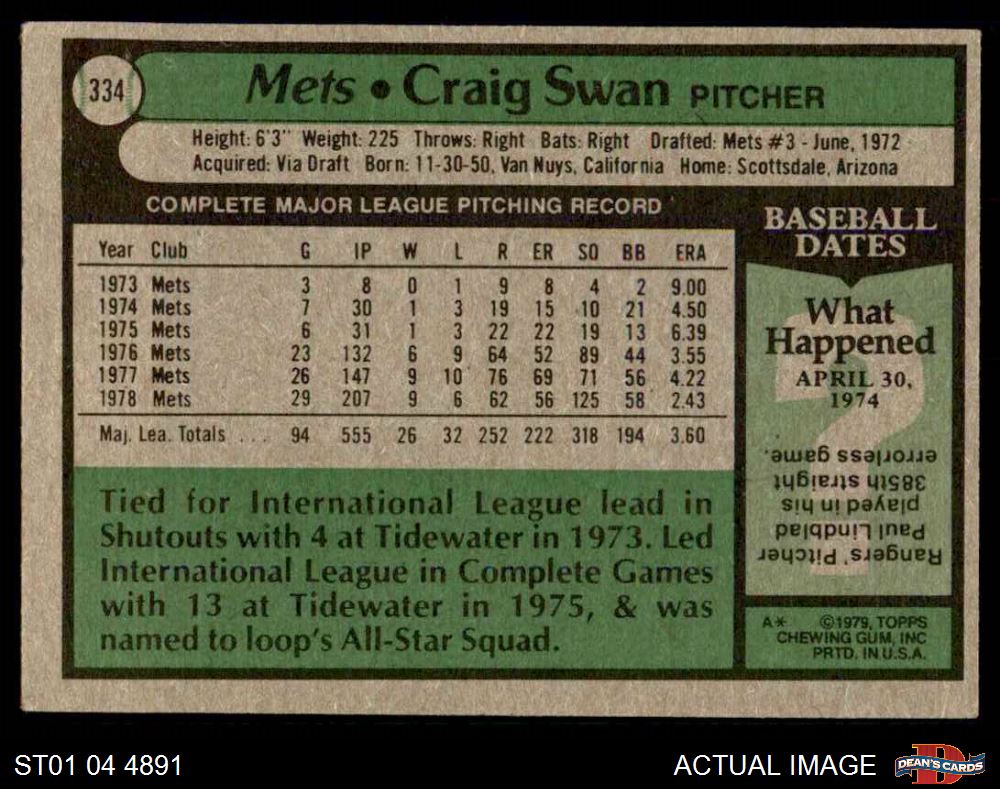 334
Mets • Craig Swan PITCHER
Height: 6'3" Weight: 225 Throws: Right Bats: Right Drafted: Mets #3 - June, 1972
Acquired: Via Draft Born: 11-30-50, Van Nuys, California Home: Scottsdale, Arizona
COMPLETE MAJOR LEAGUE PITCHING RECORD
Year Club G IP W L R ER SO BB ERA
1973 Mets 3 8 0 1 9 8 4 2 9.00
1974 Mets 7 30 1 3 19 15 10 21 4.50
1975 Mets 6 31 1 3 22 22 19 13 6.39
1976 Mets 23 132 6 9 64 52 89 44 3.55
1977 Mets 26 147 9 10 76 69 71 56 4.22
1978 Mets 29 207 9 6 62 56 125 58 2.43
Maj. Lea. Totals . . . 94 555 26 32 252 222 318 194 3.60
Tied for International League lead in
Shutouts with 4 at Tidewater in 1973. Led
International League in Complete Games
with 13 at Tidewater in 1975, & was
named to loop's All-Star Squad.
BASEBALL
DATES
What
Happened
APRIL 30,
1974
?
Rangers' Pitcher
Paul Lindblad
played in his
385th straight
errorless game.
A* ©1979, TOPPS
CHEWING GUM, INC
PRTD. IN U.S.A.
ST01 04 4891
ACTUAL IMAGE
D
DEAN'S CARDS